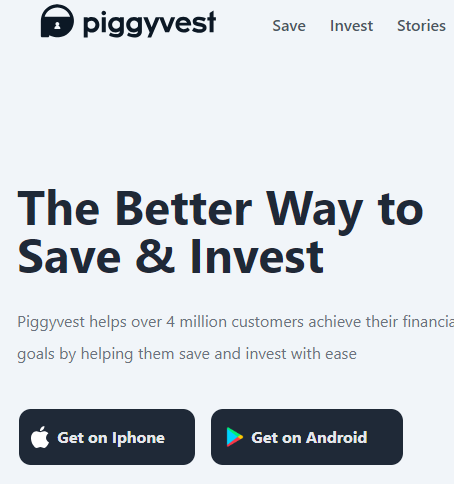 piggyvest
Save Invest Stories
The Better Way to
Save & Invest
Piggyvest helps over 4 million customers achieve their financia
goals by helping them save and invest with ease
Get on Iphone Get on Android